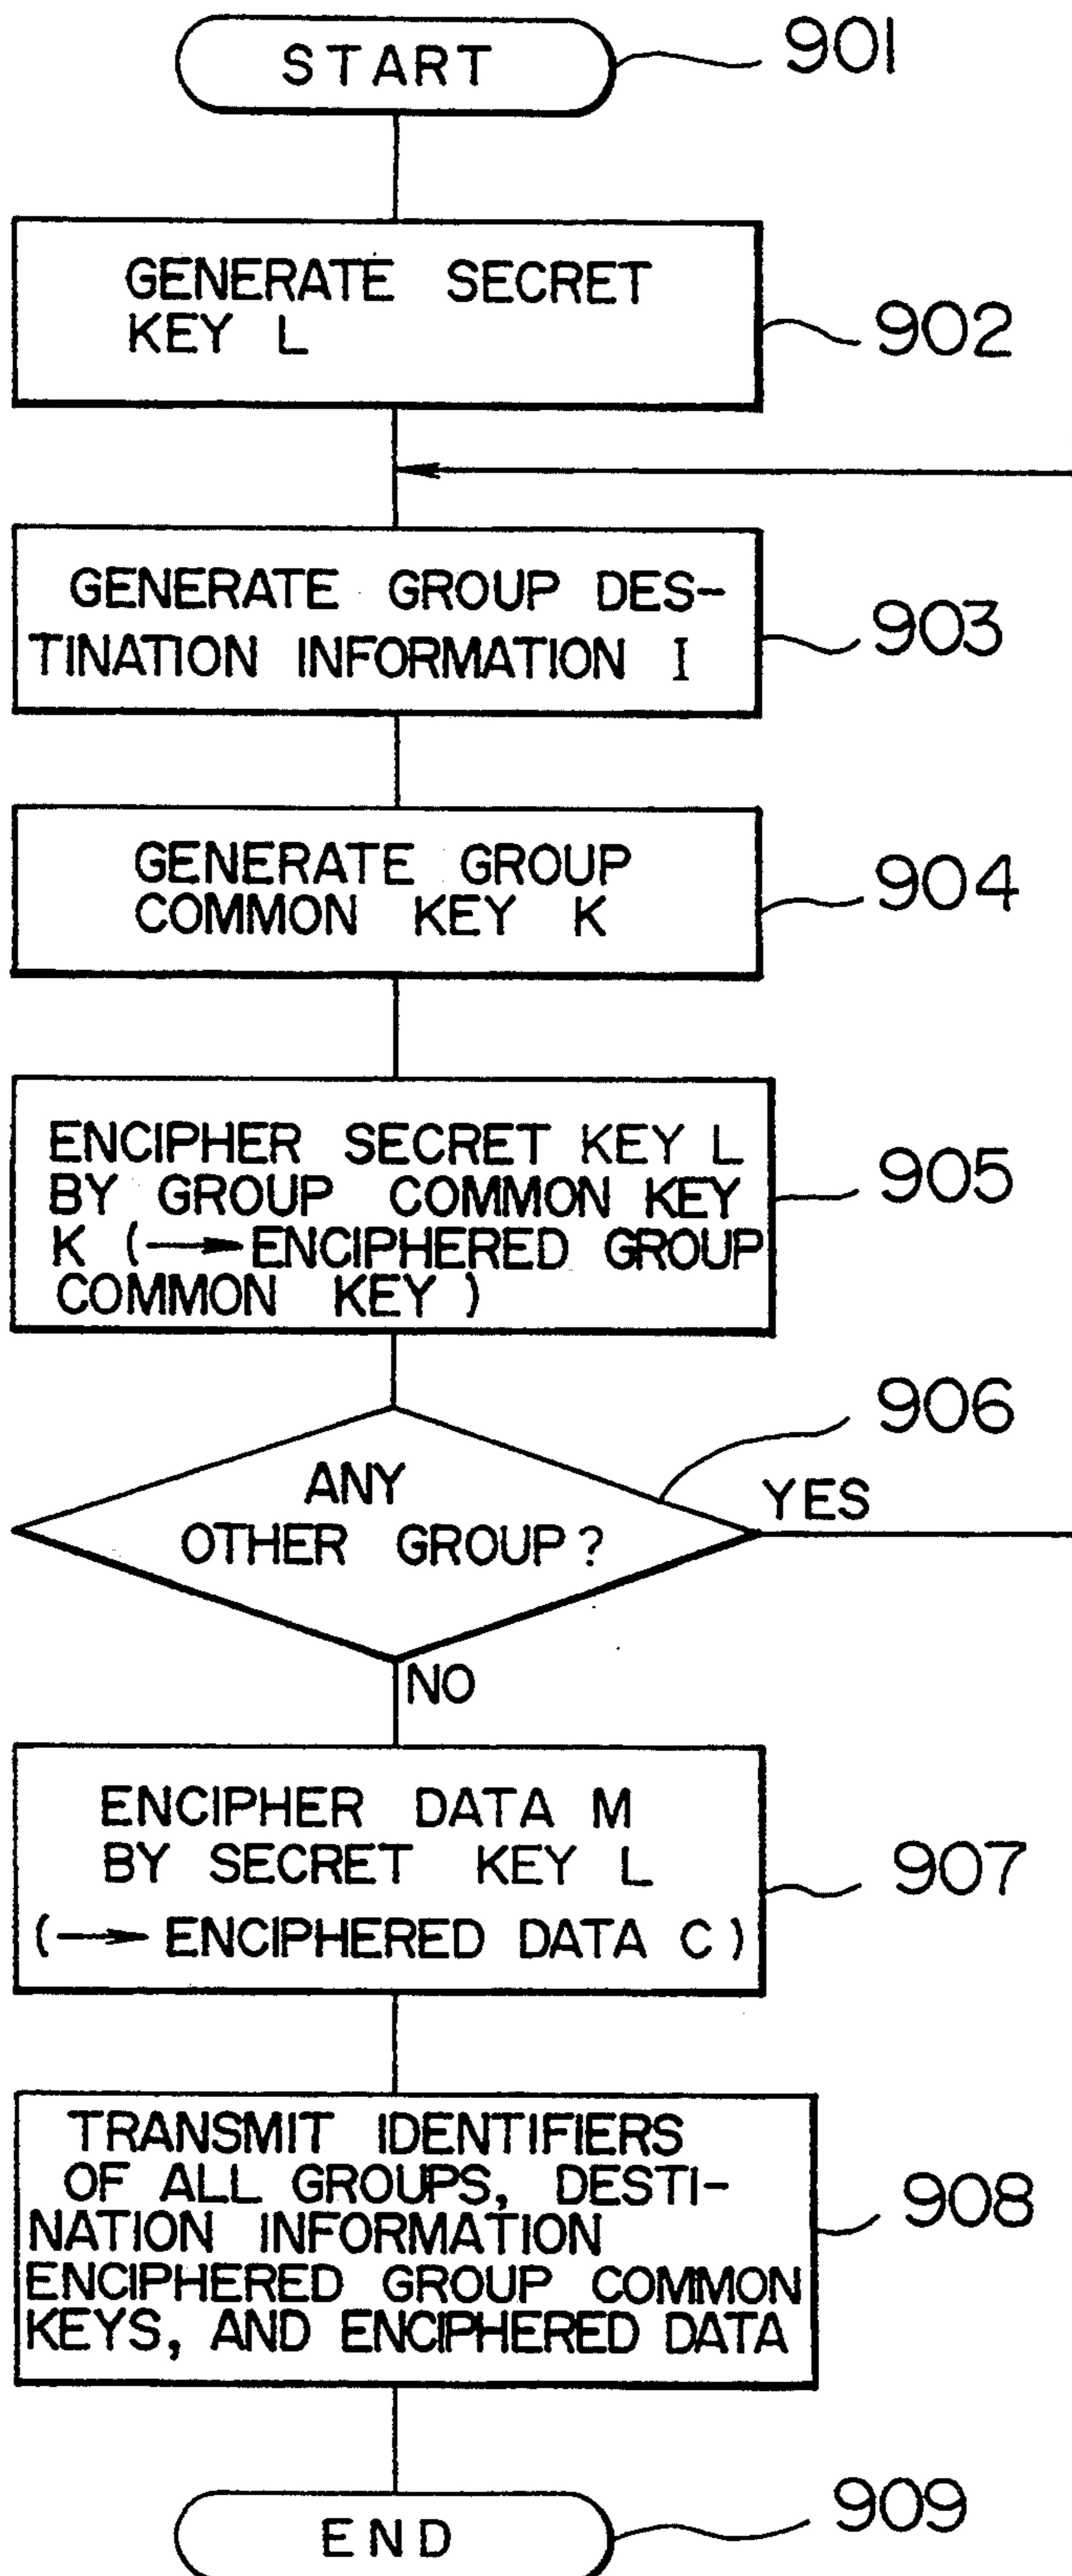 START
901
GENERATE SECRET
KEY L
902
GENERATE GROUP DES-
TINATION INFORMATION I
903
GENERATE GROUP
COMMON KEY K
904
ENCIPHER SECRET KEY L
BY GROUP COMMON KEY
K (→ENCIPHERED GROUP
COMMON KEY)
905
906
ANY
OTHER GROUP?
YES
NO
ENCIPHER DATA M
BY SECRET KEY L
(→ ENCIPHERED DATA C)
907
TRANSMIT IDENTIFIERS
OF ALL GROUPS, DESTI-
NATION INFORMATION
ENCIPHERED GROUP COMMON
KEYS, AND ENCIPHERED DATA
908
END
909